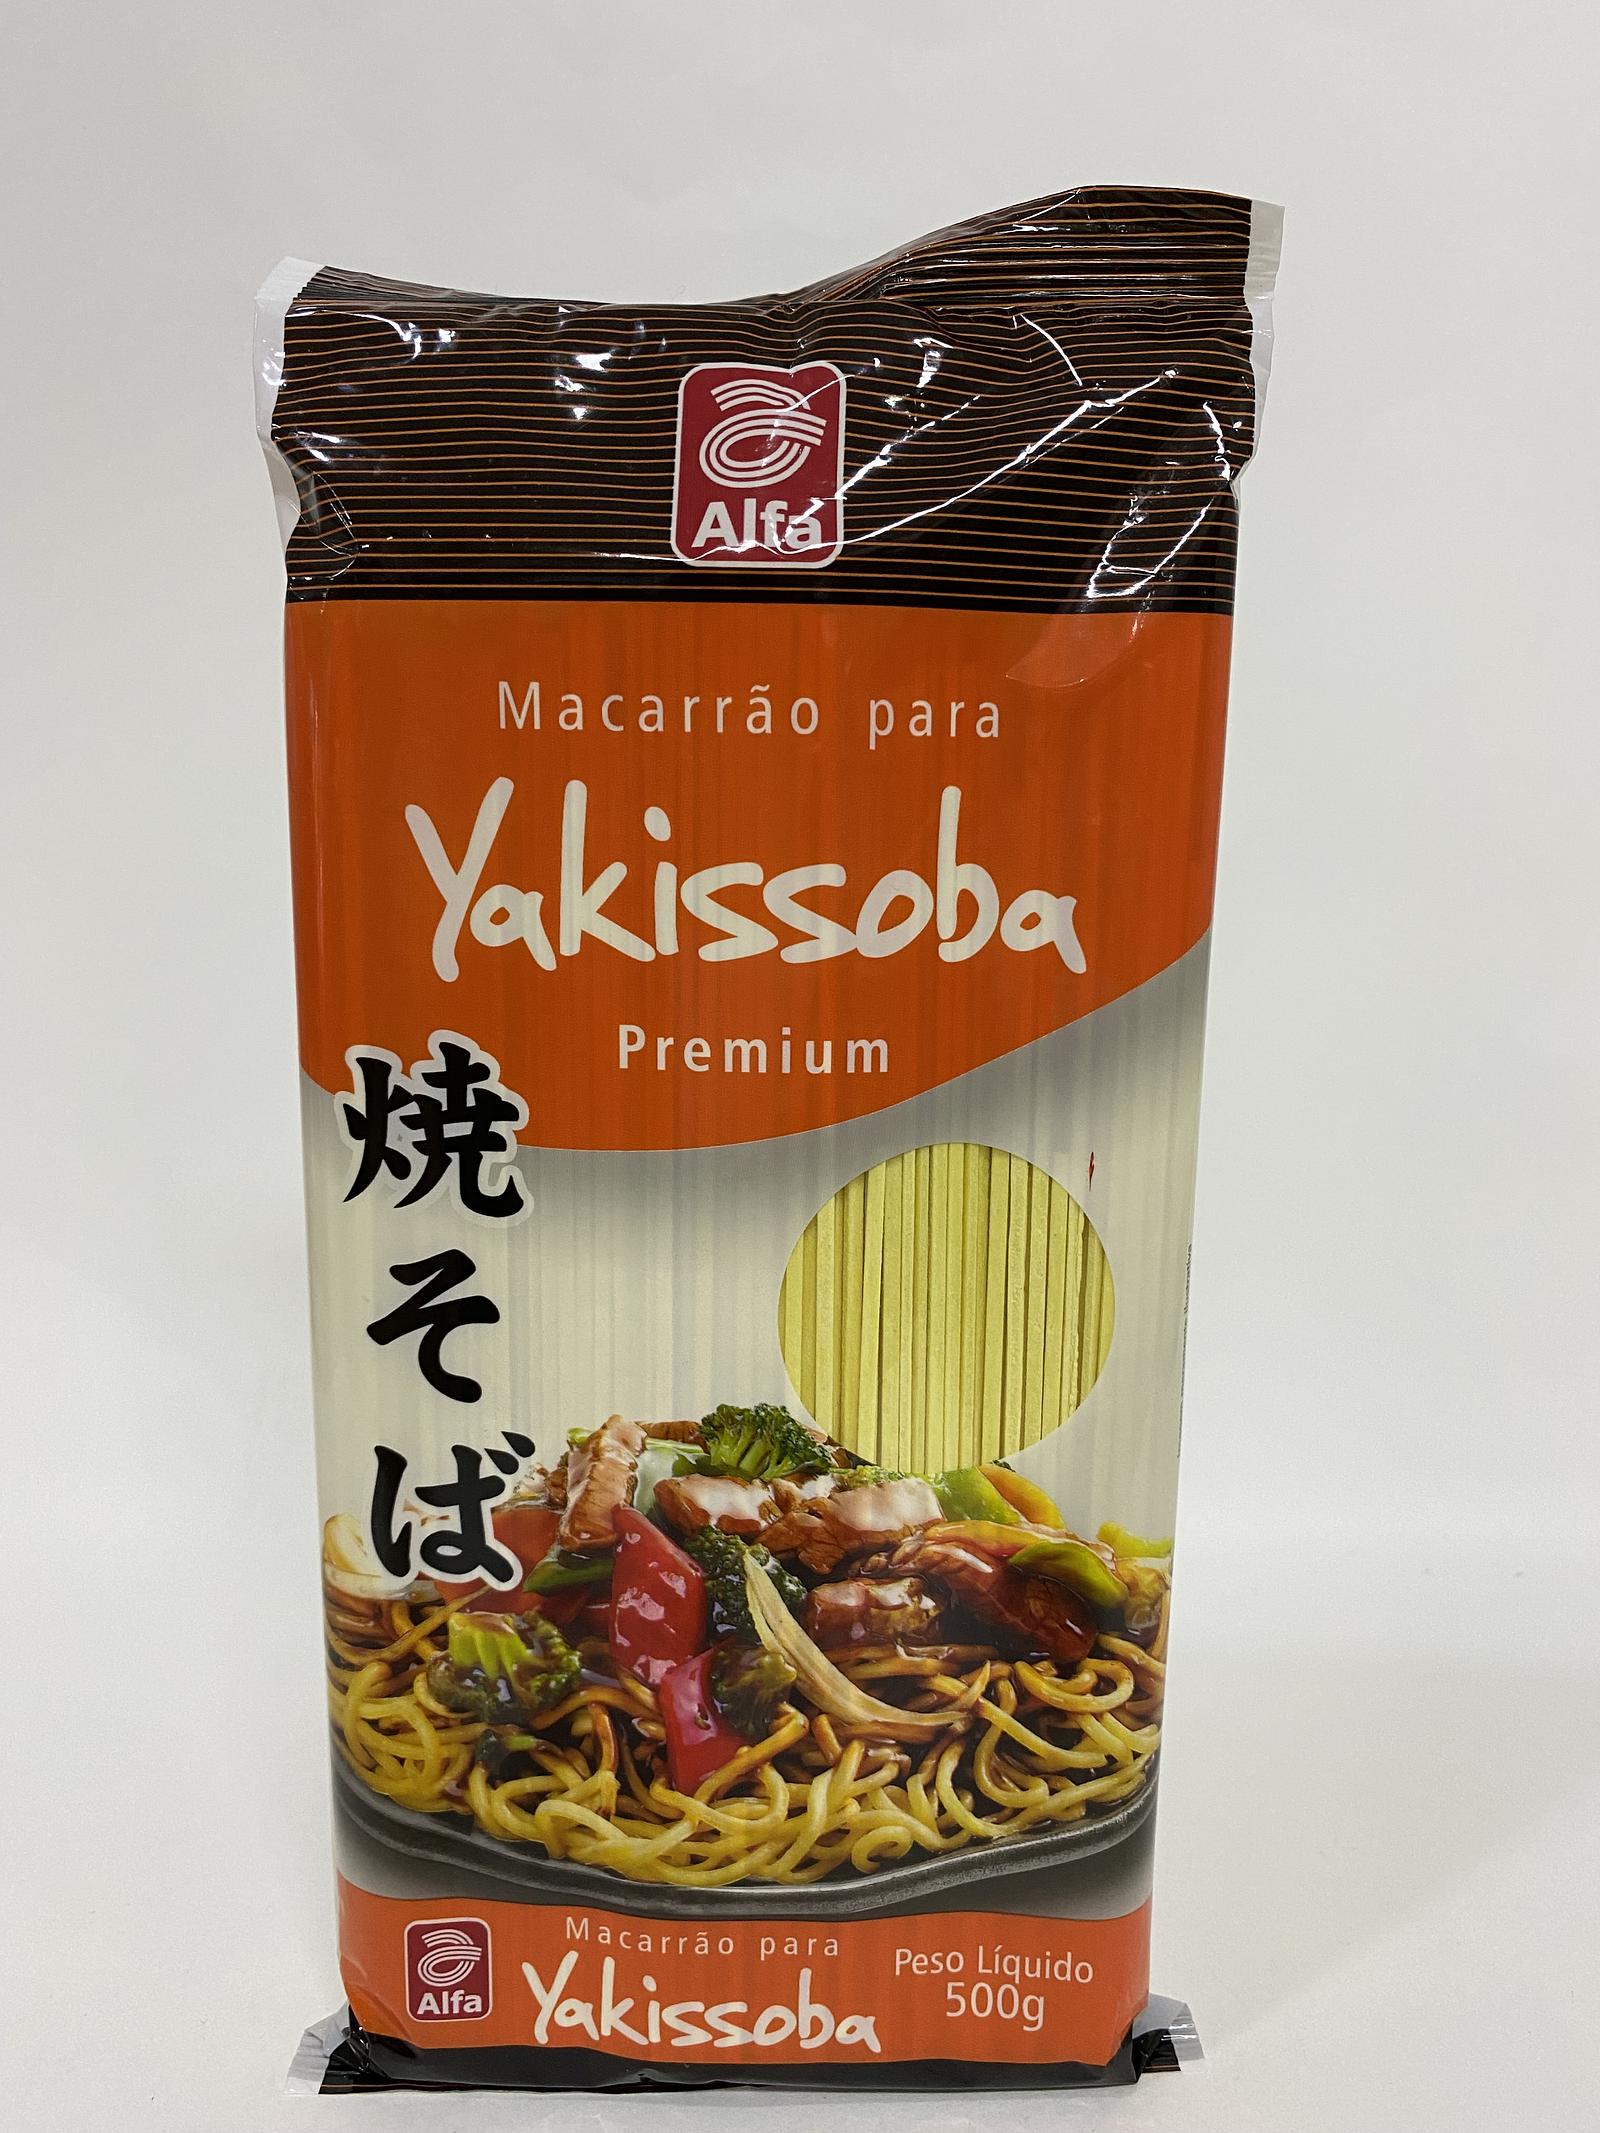 Alfa
Macarrão para
Yakissoba
Premium
焼そば
Alfa
Macarrão para
Yakissoba
Peso Líquido
500g